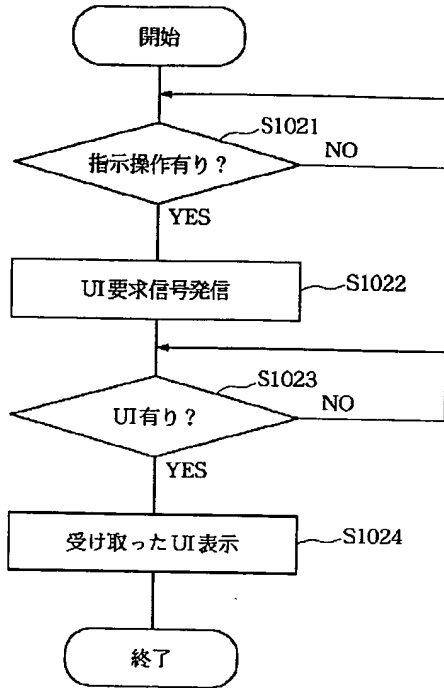 開始
S1021
指示操作有り？
NO
YES
UI要求信号発信
S1022
S1023
UI有り？
NO
YES
受け取ったUI表示
S1024
終了